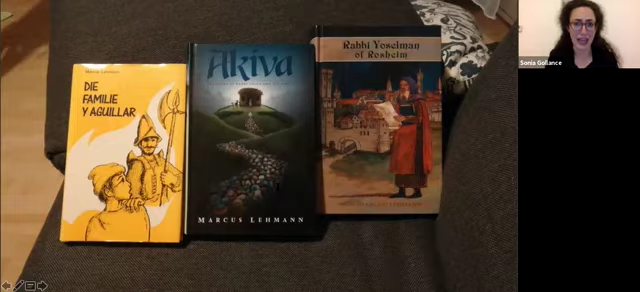 Marcus Lehmann
DIE
FAMILIE
Y AGUILLAR
Akiva
MARCUS LEHMANN
Rabbi Yoselman
of Rosheim
Sonia Gollance